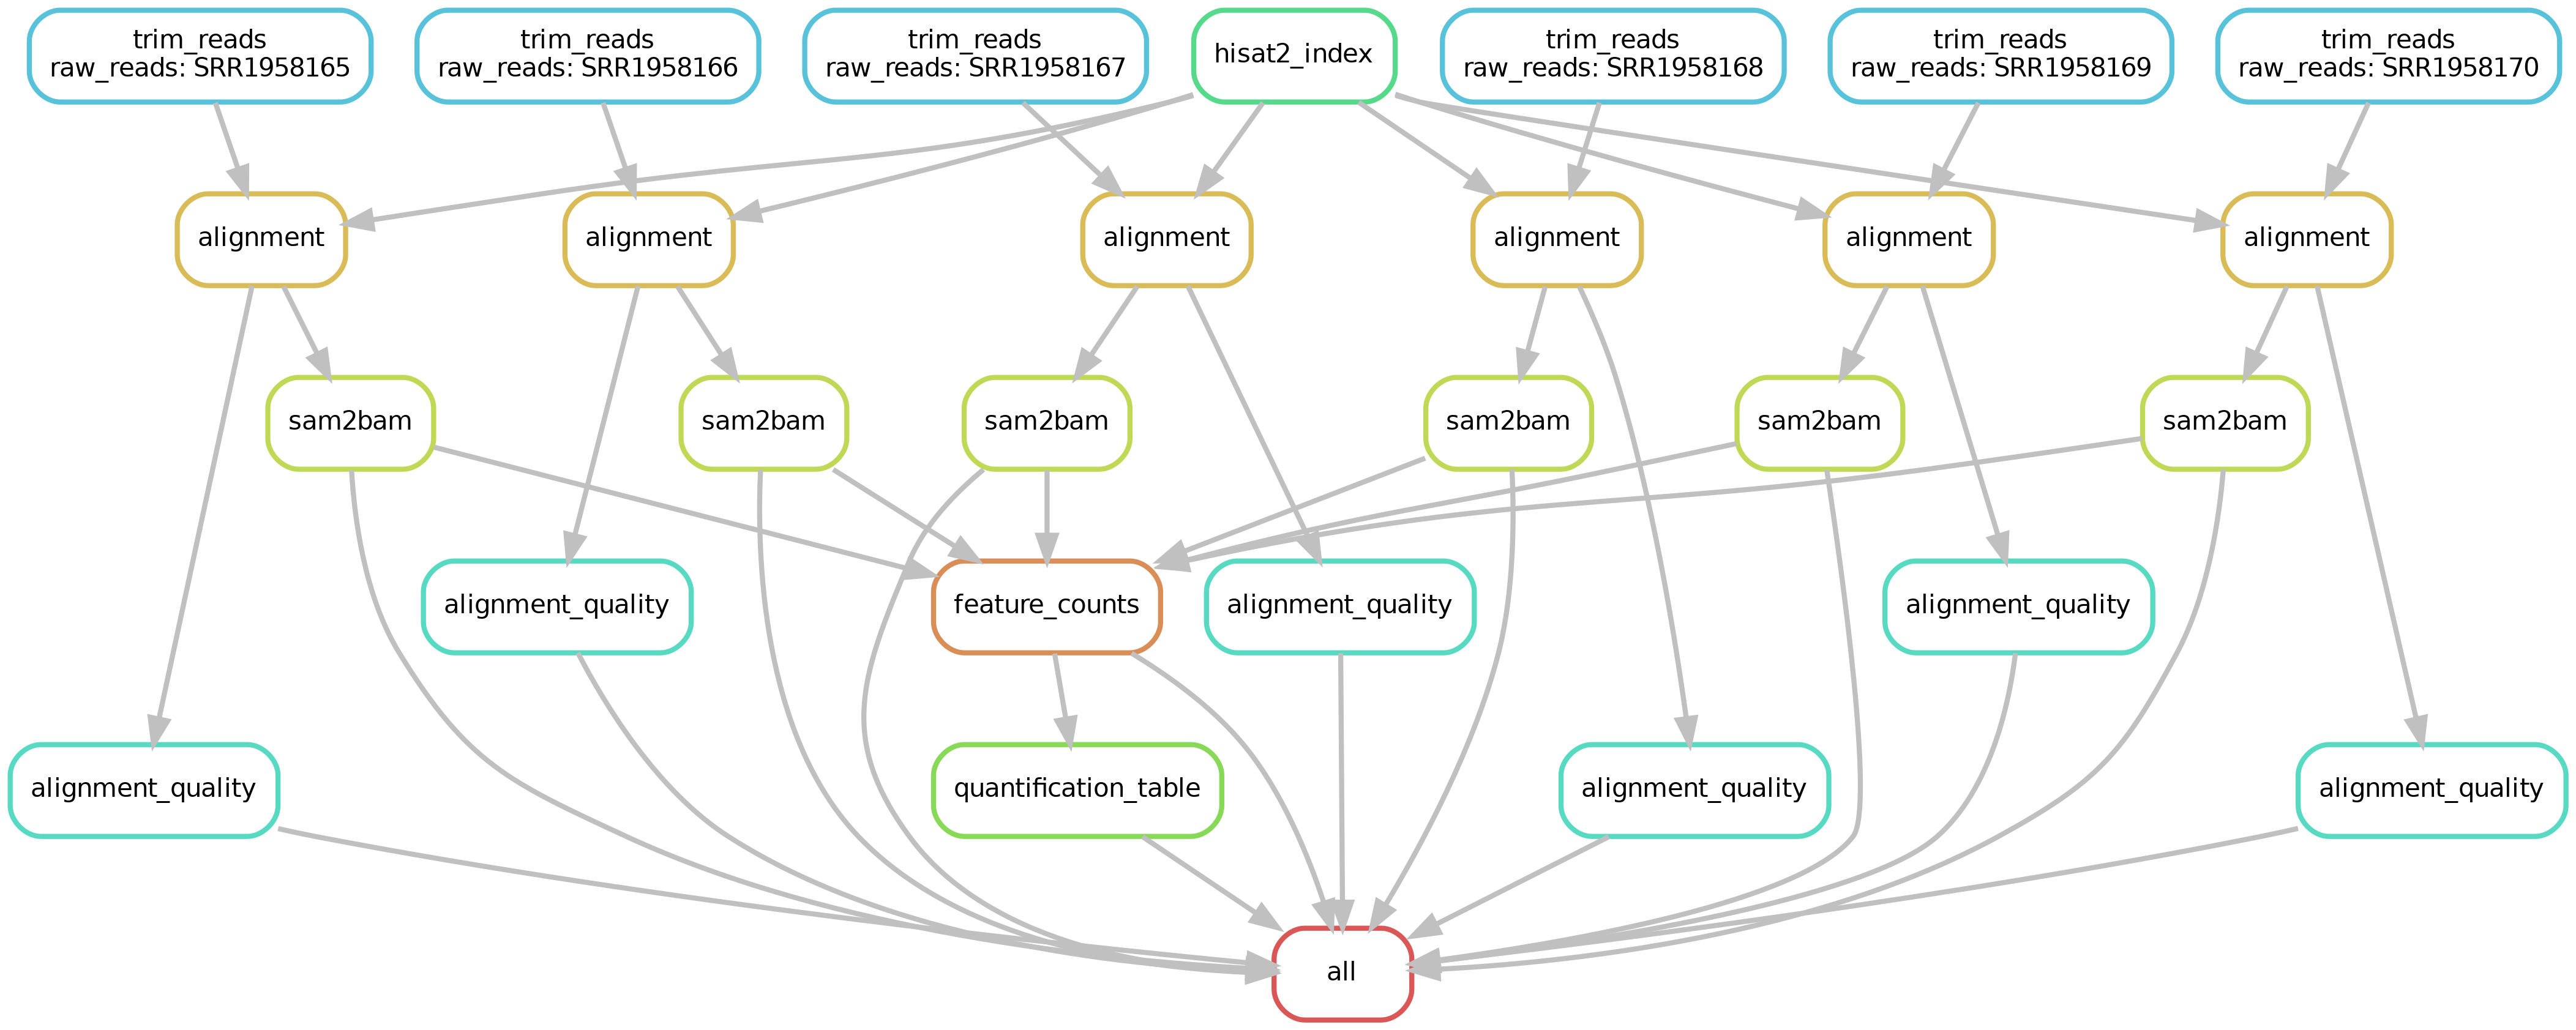 trim_reads
raw_reads: SRR1958165
trim_reads
raw_reads: SRR1958166
trim_reads
raw_reads: SRR1958167
hisat2_index
trim_reads
raw_reads: SRR1958168
trim_reads
raw_reads: SRR1958169
trim_reads
raw_reads: SRR1958170
alignment
alignment
alignment
alignment
alignment
alignment
sam2bam
sam2bam
sam2bam
sam2bam
sam2bam
sam2bam
alignment_quality
feature_counts
alignment_quality
alignment_quality
alignment_quality
quantification_table
alignment_quality
alignment_quality
all